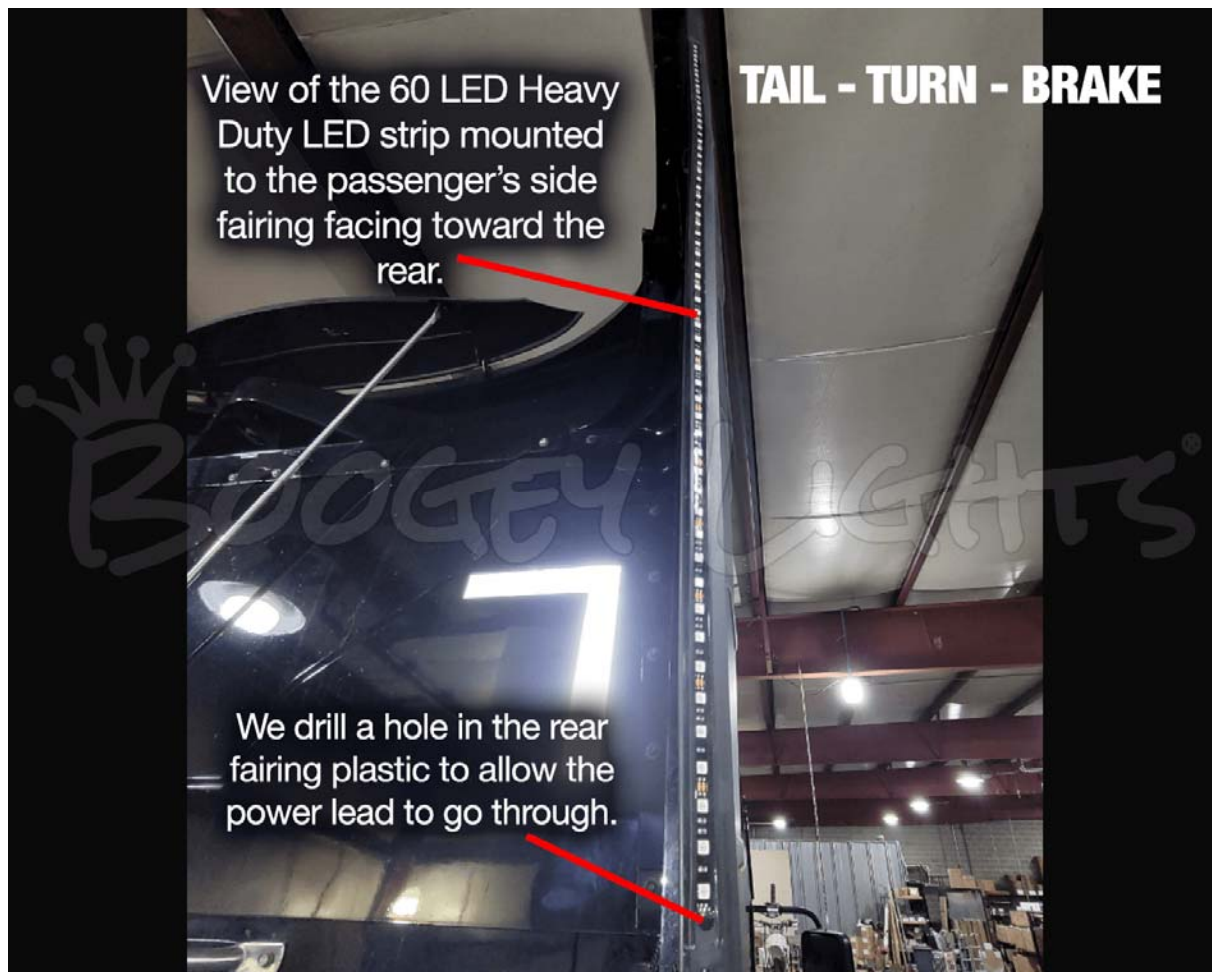 View of the 60 LED Heavy
Duty LED strip mounted
to the passenger's side
fairing facing toward the
rear.
TAIL - TURN - BRAKE
BOOGEY LIGHTS®
We drill a hole in the rear
fairing plastic to allow the
power lead to go through.